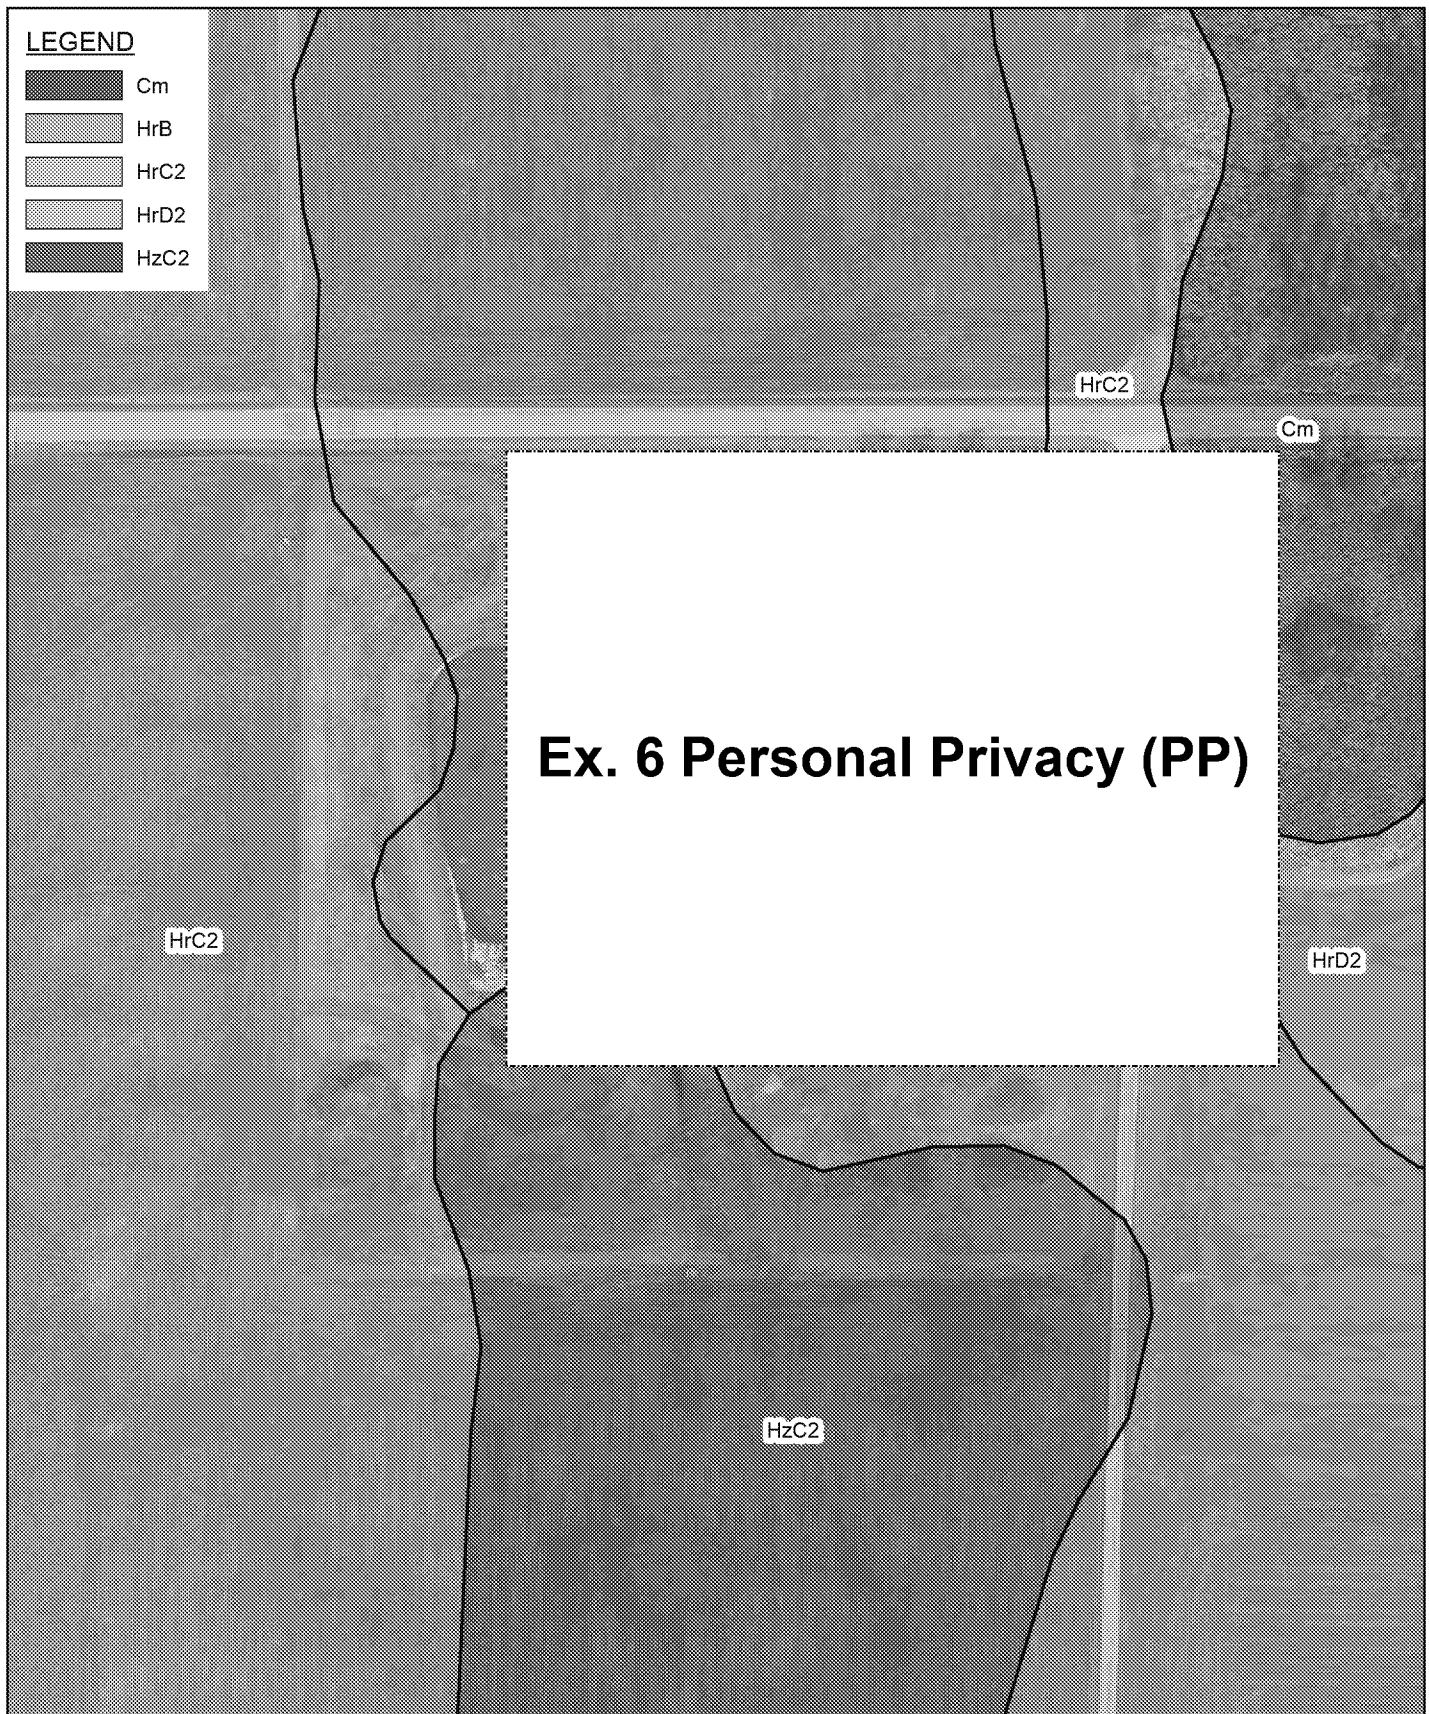 LEGEND
Cm
HrB
HrC2
HrD2
HzC2
HrC2
Cm
Ex. 6 Personal Privacy (PP)
HrC2
HrD2
HzC2